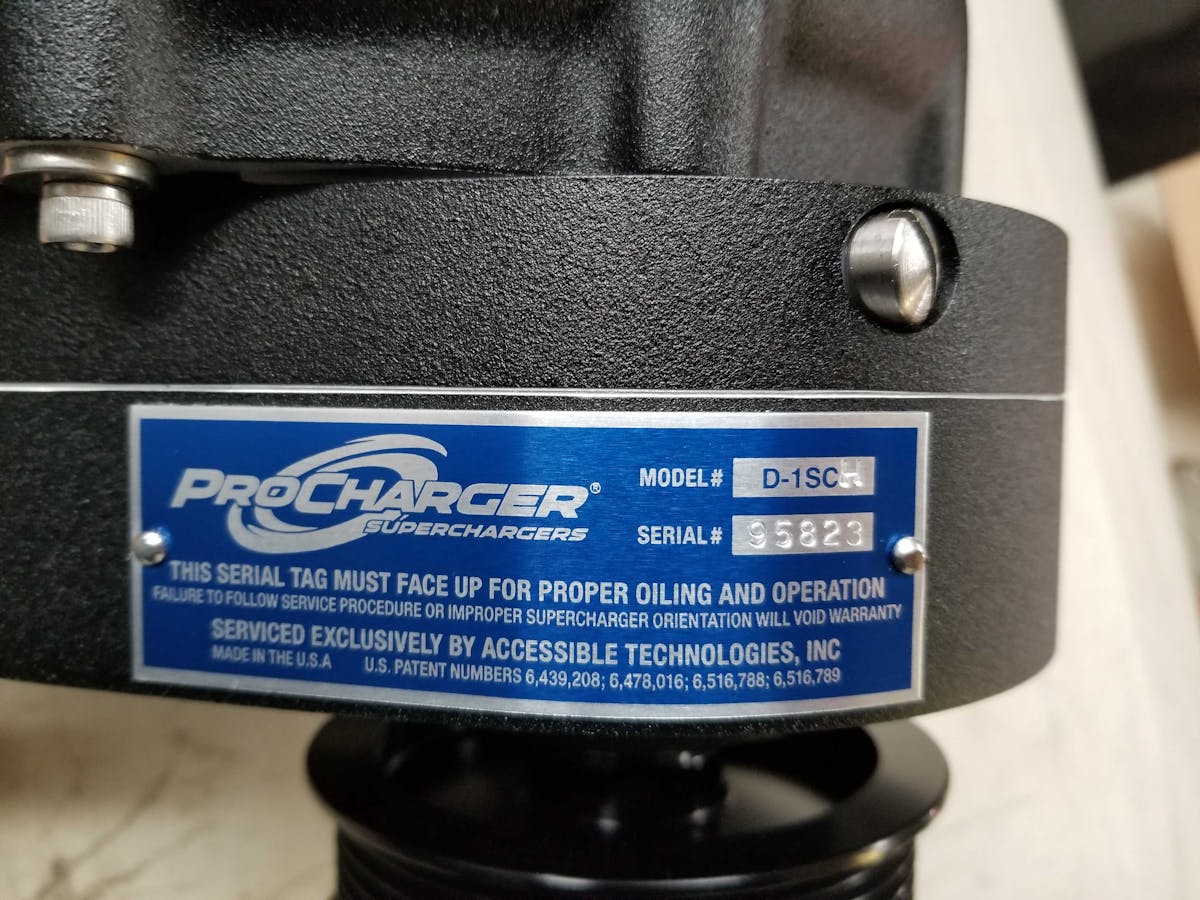 PROCHARGER®
SUPERCHARGERS
MODEL# D-1SCH
SERIAL# 95823
THIS SERIAL TAG MUST FACE UP FOR PROPER OILING AND OPERATION
FAILURE TO FOLLOW SERVICE PROCEDURE OR IMPROPER SUPERCHARGER ORIENTATION WILL VOID WARRANTY
SERVICED EXCLUSIVELY BY ACCESSIBLE TECHNOLOGIES, INC
MADE IN THE U.S.A U.S. PATENT NUMBERS 6,439,208; 6,478,016; 6,516,788; 6,516,789